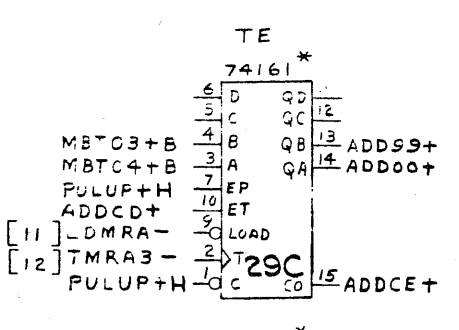 TE
74161 *
6 D QD
5 C QC 12
MBTC3+B 4 B QB 13 ADD99+
MBTC4+B 3 A QA 14 ADD00+
PULUP+H 7 EP
ADDCD+ 10 ET
[11] LDMRA- 9 LOAD
[12] TMRA3- 2 T 29C
PULUP+H 1 C CO 15 ADDCE+